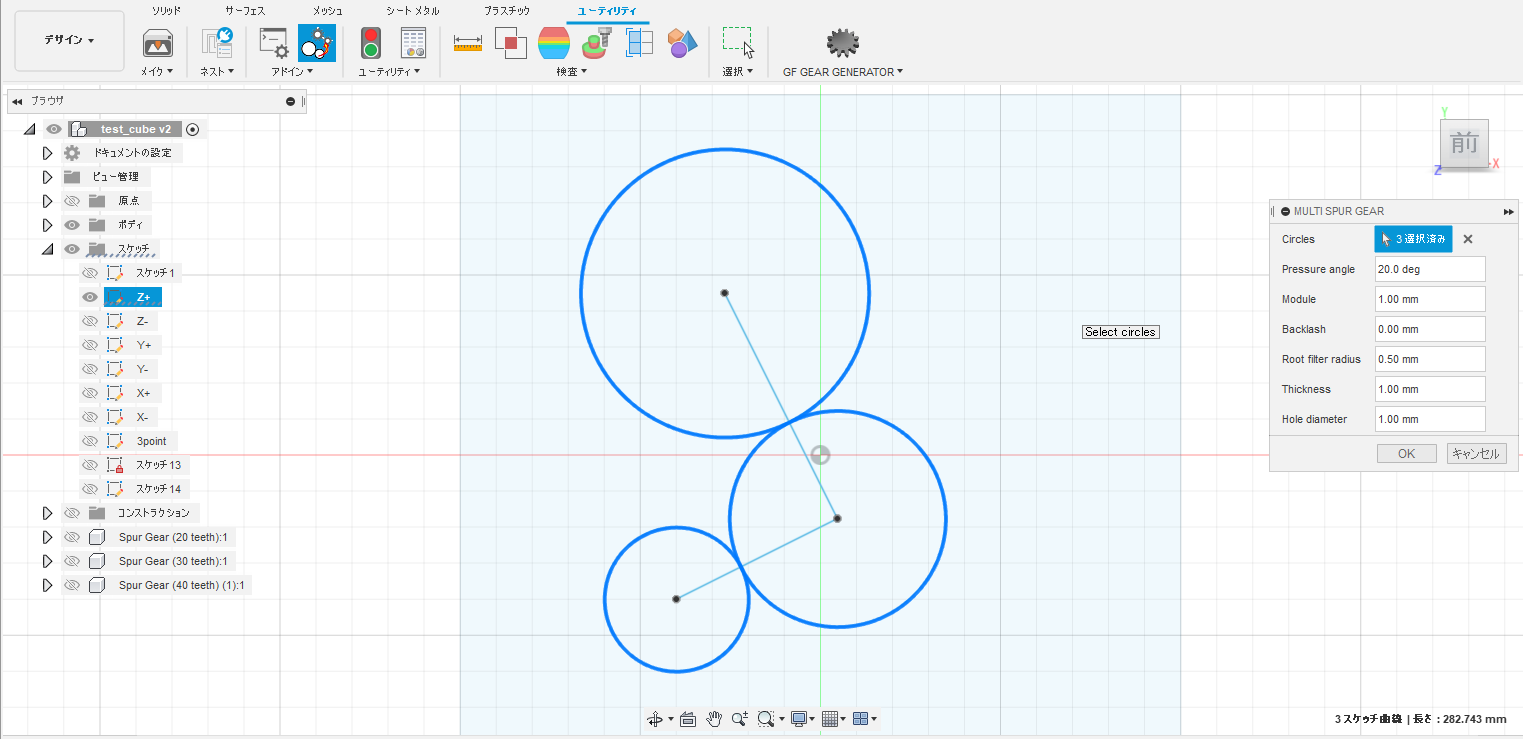 ソリッド サーフェス メッシュ シート メタル プラスチック ユーティリティ
デザイン
メイク ネスト アドイン ユーティリティ 検査 選択 GF GEAR GENERATOR
ブラウザ
test_cube v2
ドキュメントの設定
ビュー管理
原点
ボディ
スケッチ
スケッチ1
Z+
Z-
Y+
Y-
X+
X-
3point
スケッチ13
スケッチ14
コンストラクション
Spur Gear (20 teeth):1
Spur Gear (30 teeth):1
Spur Gear (40 teeth) (1):1
Select circles
Y
前
X
Z
MULTI SPUR GEAR
Circles 3 選択済み
Pressure angle 20.0 deg
Module 1.00 mm
Backlash 0.00 mm
Root filter radius 0.50 mm
Thickness 1.00 mm
Hole diameter 1.00 mm
OK キャンセル
3 スケッチ曲線 | 長さ : 282.743 mm